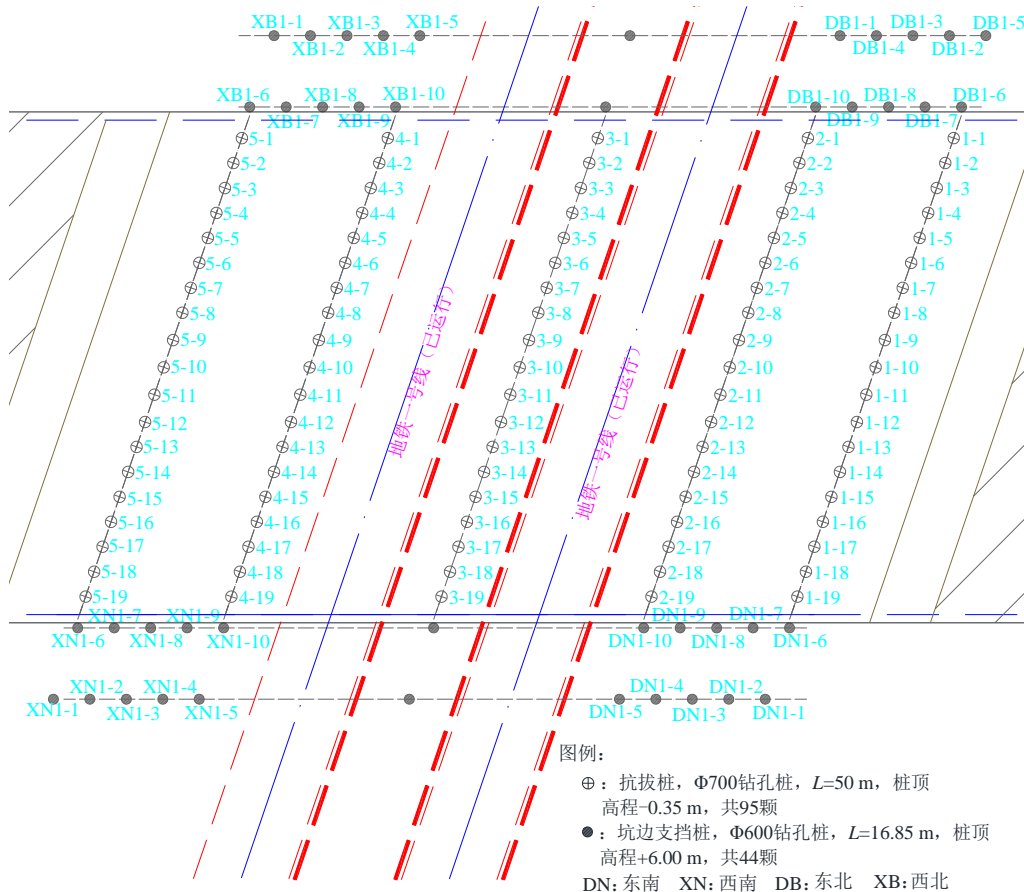 XB1-1 XB1-3 XB1-5 DB1-1 DB1-3 DB1-5
XB1-2 XB1-4 DB1-4 DB1-2
XB1-6 XB1-8 XB1-10 DB1-10 DB1-8 DB1-6
XB1-7 XB1-9 DB1-9 DB1-7
5-1 4-1 3-1 2-1 1-1
5-2 4-2 3-2 2-2 1-2
5-3 4-3 3-3 2-3 1-3
5-4 4-4 3-4 2-4 1-4
5-5 4-5 3-5 2-5 1-5
5-6 4-6 3-6 2-6 1-6
5-7 4-7 3-7 2-7 1-7
5-8 4-8 3-8 2-8 1-8
5-9 4-9 3-9 2-9 1-9
5-10 4-10 3-10 2-10 1-10
5-11 4-11 3-11 2-11 1-11
5-12 4-12 3-12 2-12 1-12
5-13 4-13 3-13 2-13 1-13
5-14 4-14 3-14 2-14 1-14
5-15 4-15 3-15 2-15 1-15
5-16 4-16 3-16 2-16 1-16
5-17 4-17 3-17 2-17 1-17
5-18 4-18 3-18 2-18 1-18
5-19 4-19 3-19 2-19 1-19
地铁一号线（已运行）
地铁一号线（已运行）
XN1-7 XN1-9 DN1-9 DN1-7
XN1-6 XN1-8 XN1-10 DN1-10 DN1-8 DN1-6
XN1-2 XN1-4 DN1-4 DN1-2
XN1-1 XN1-3 XN1-5 DN1-5 DN1-3 DN1-1
图例：
：抗拔桩，Φ700钻孔桩，L=50 m，桩顶
高程-0.35 m，共95颗
：坑边支挡桩，Φ600钻孔桩，L=16.85 m，桩顶
高程+6.00 m，共44颗
DN: 东南 XN: 西南 DB: 东北 XB: 西北